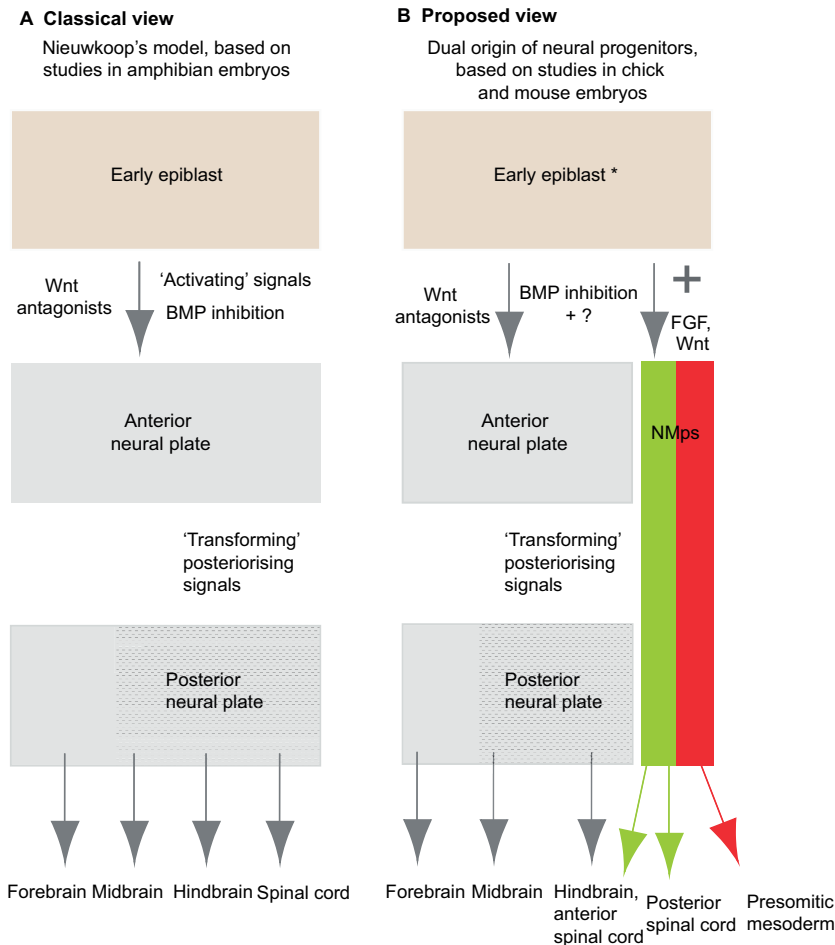 A Classical view
Nieuwkoop’s model, based on
studies in amphibian embryos
Early epiblast
Wnt
antagonists
‘Activating’ signals
BMP inhibition
Anterior
neural plate
‘Transforming’
posteriorising
signals
Posterior
neural plate
Forebrain
Midbrain
Hindbrain
Spinal cord
B Proposed view
Dual origin of neural progenitors,
based on studies in chick
and mouse embryos
Early epiblast *
Wnt
antagonists
BMP inhibition
+ ?
+
FGF,
Wnt
Anterior
neural plate
NMps
‘Transforming’
posteriorising
signals
Posterior
neural plate
Forebrain
Midbrain
Hindbrain,
anterior
spinal cord
Posterior
spinal cord
Presomitic
mesoderm